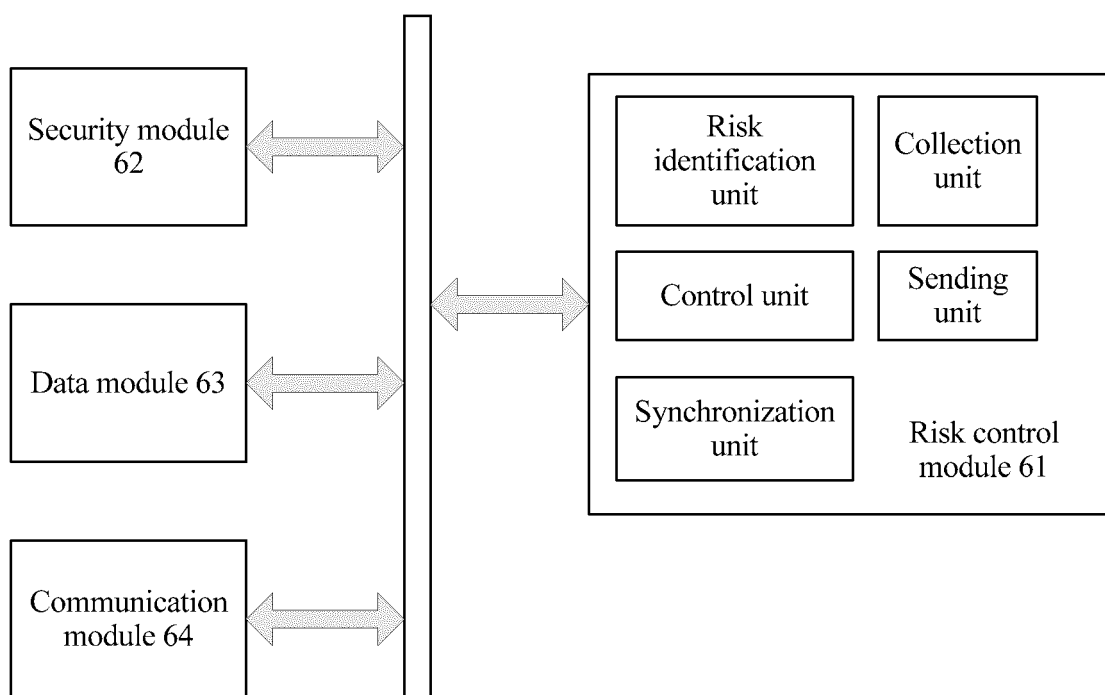 Security module
62
Data module 63
Communication
module 64
Risk
identification
unit
Collection
unit
Control unit
Sending
unit
Synchronization
unit
Risk control
module 61